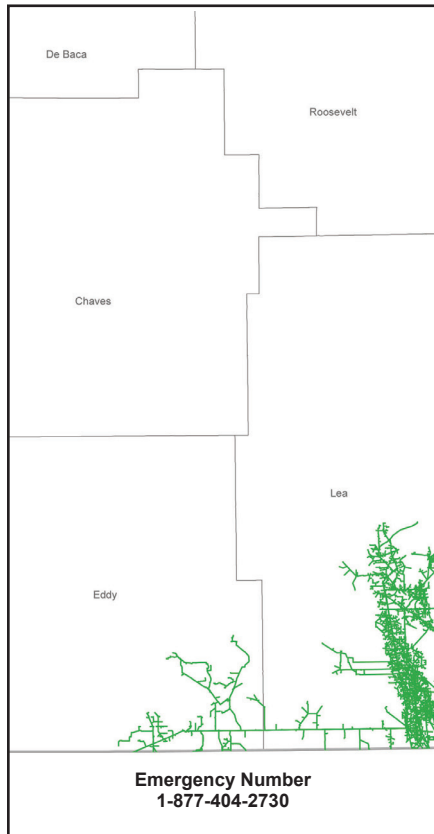 De Baca
Roosevelt
Chaves
Lea
Eddy
Emergency Number
1-877-404-2730